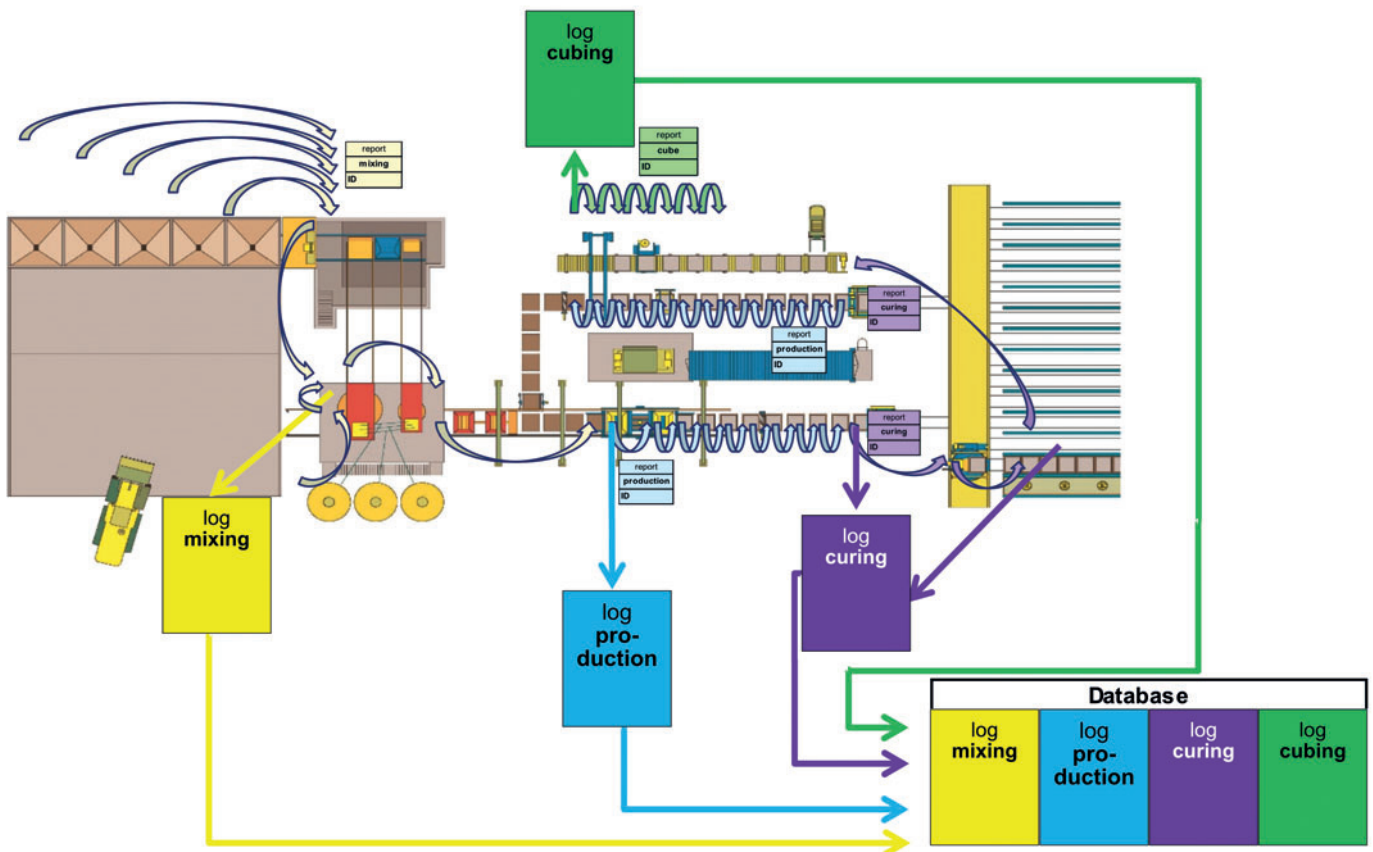 log
cubing
report
cube
ID
report
mixing
ID
report
curing
ID
report
production
ID
report
curing
ID
report
production
ID
log
mixing
log
curing
log
pro-
duction
Database
log
mixing
log
pro-
duction
log
curing
log
cubing